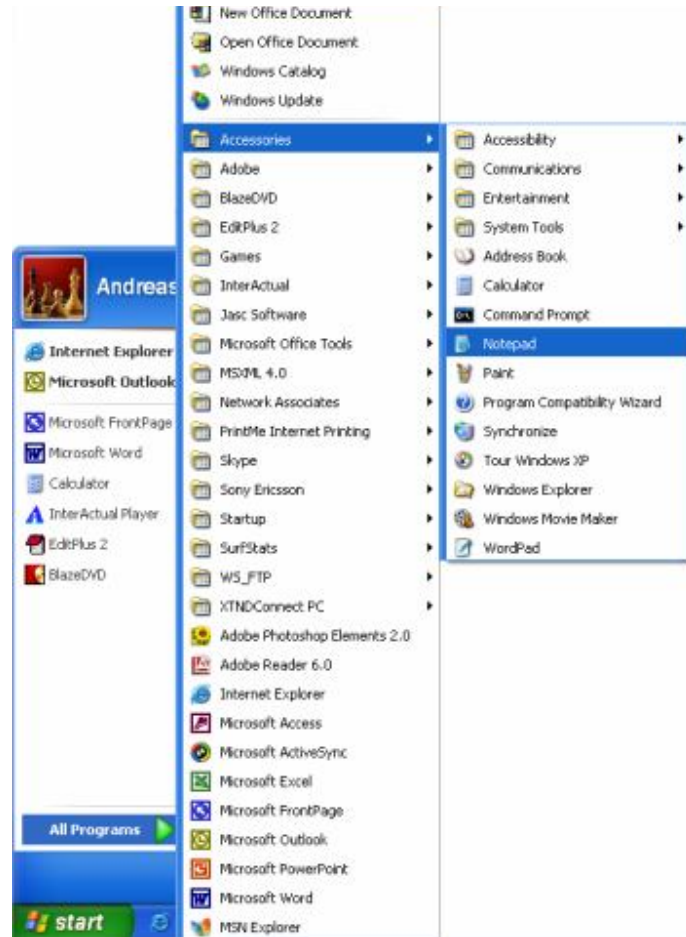 New Office Document
Open Office Document
Windows Catalog
Windows Update
Accessories
Adobe
BlazeDVD
EditPlus 2
Games
InterActual
Jasc Software
Microsoft Office Tools
MSXML 4.0
Network Associates
PrintMe Internet Printing
Skype
Sony Ericsson
Startup
SurfStats
WS_FTP
XTNDConnect PC
Adobe Photoshop Elements 2.0
Adobe Reader 6.0
Internet Explorer
Microsoft Access
Microsoft ActiveSync
Microsoft Excel
Microsoft FrontPage
Microsoft Outlook
Microsoft PowerPoint
Microsoft Word
MSN Explorer
Accessibility
Communications
Entertainment
System Tools
Address Book
Calculator
Command Prompt
Notepad
Paint
Program Compatibility Wizard
Synchronize
Tour Windows XP
Windows Explorer
Windows Movie Maker
WordPad
Andreas
Internet Explorer
Microsoft Outlook
Microsoft FrontPage
Microsoft Word
Calculator
InterActual Player
EditPlus 2
BlazeDVD
All Programs
start